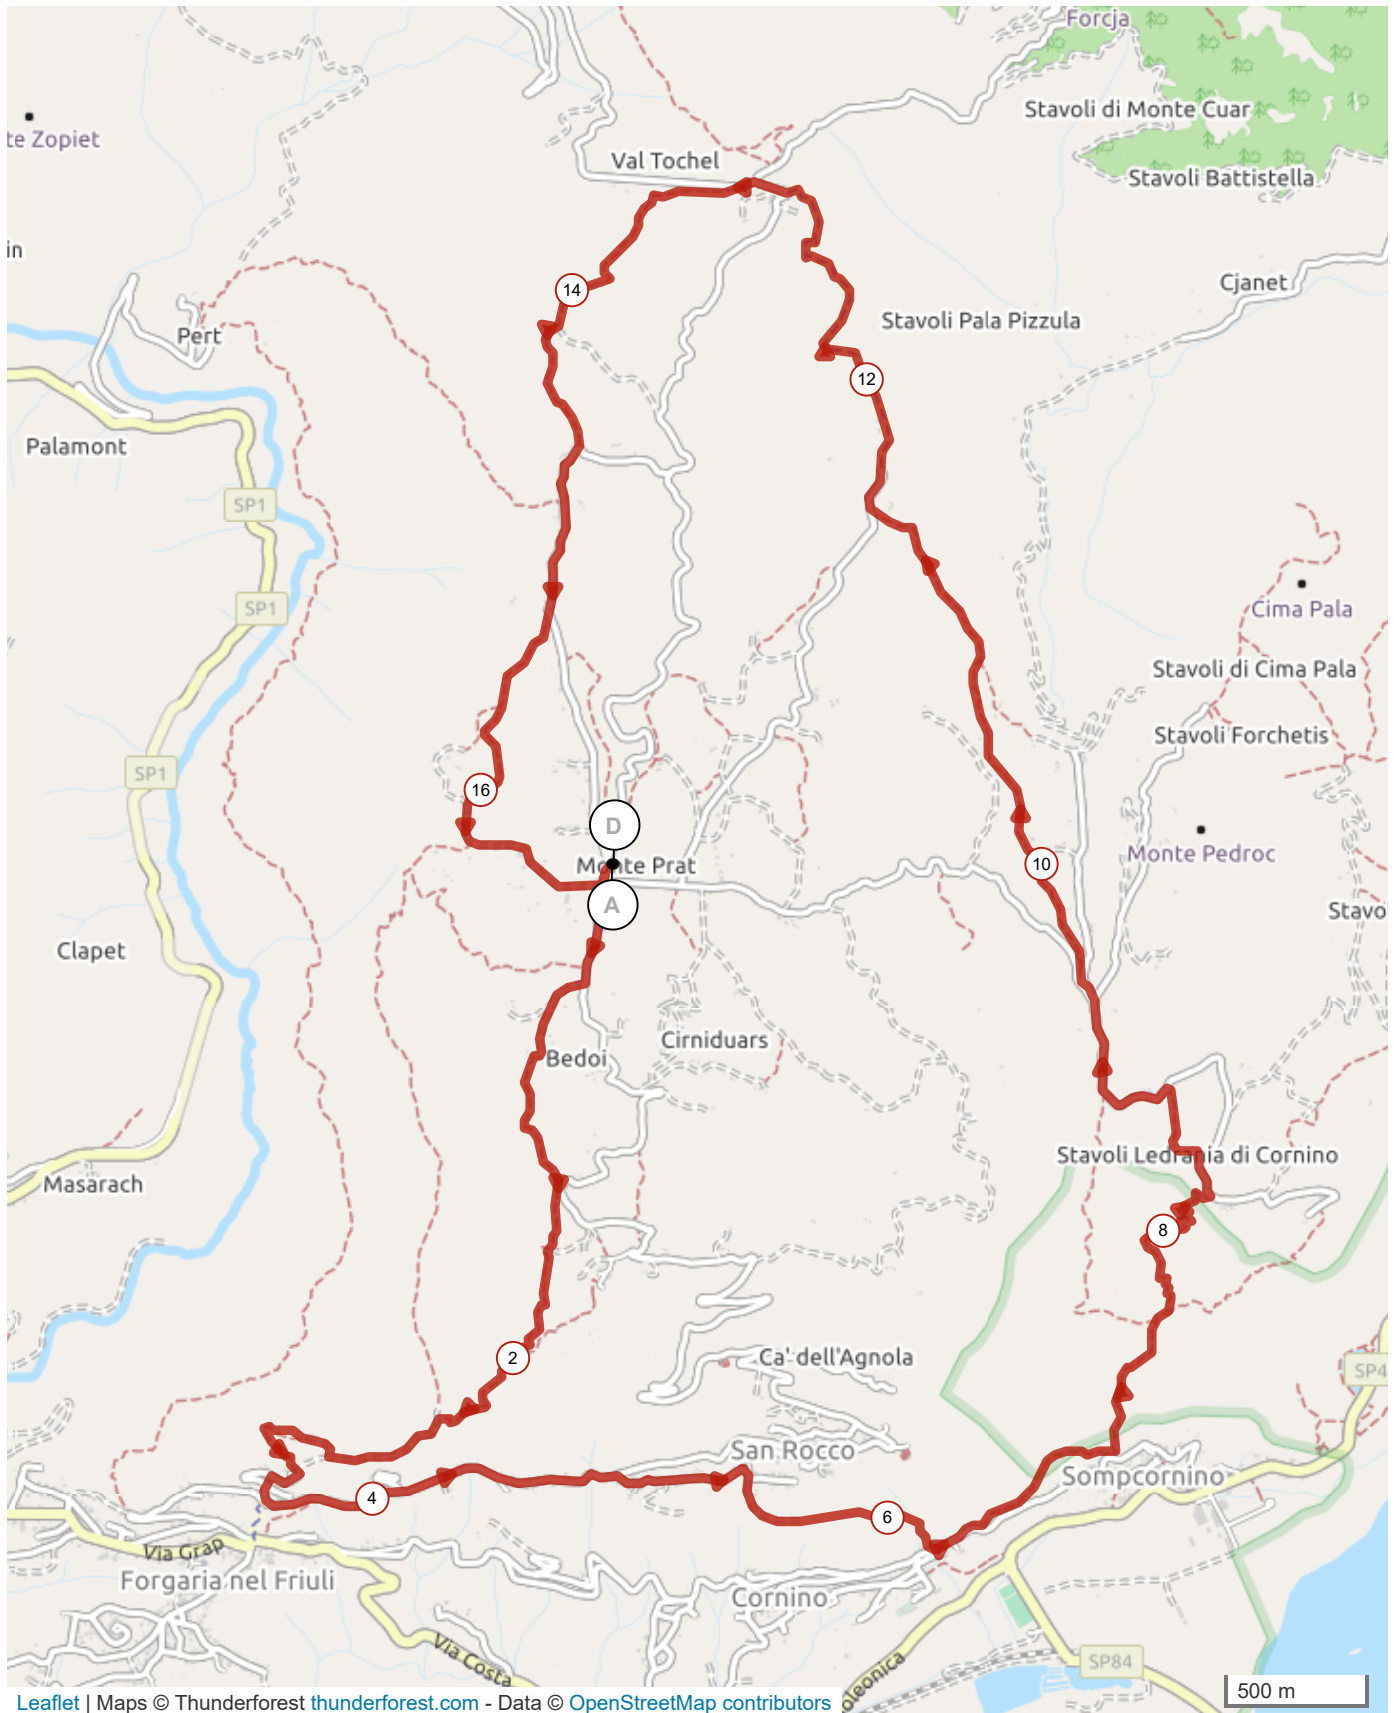 Forcja
Stavoli di Monte Cuar
te Zopiet
Val Tochel
Stavoli Battistella
in
Cjanet
14
Stavoli Pala Pizzula
Pert
12
Palamont
SP1
SP1
Cima Pala
Stavoli di Cima Pala
Stavoli Forchetis
SP1
16
D
Monte Prat
Monte Pedroc
10
A
Stavo
Clapet
Cirniduars
Bedoi
Stavoli Ledrania di Cornino
Masarach
8
2
Ca' dell'Agnola
SP4
San Rocco
Sompcornino
4
6
Via Grap
Forgaria nel Friuli
Cornino
Via Costa
oleonica
SP84
500 m
Leaflet | Maps © Thunderforest thunderforest.com - Data © OpenStreetMap contributors